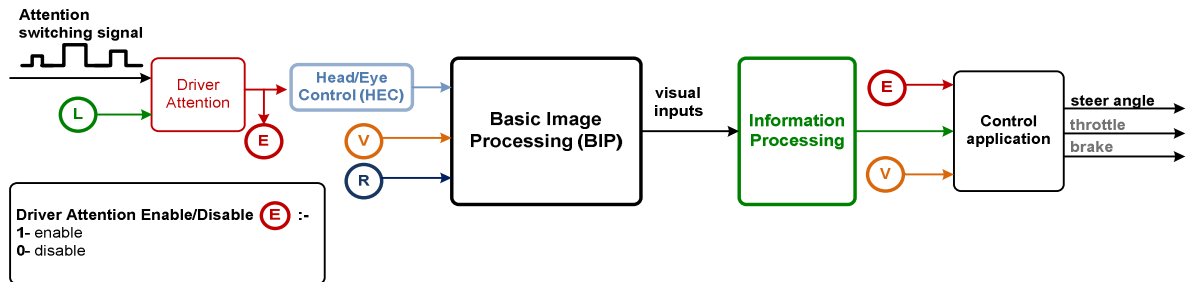 Attention
switching signal
Driver
Attention
L
E
Head/Eye
Control (HEC)
V
R
Basic Image
Processing (BIP)
visual
inputs
Information
Processing
E
V
Control
application
steer angle
throttle
brake
Driver Attention Enable/Disable E :-
1- enable
0- disable